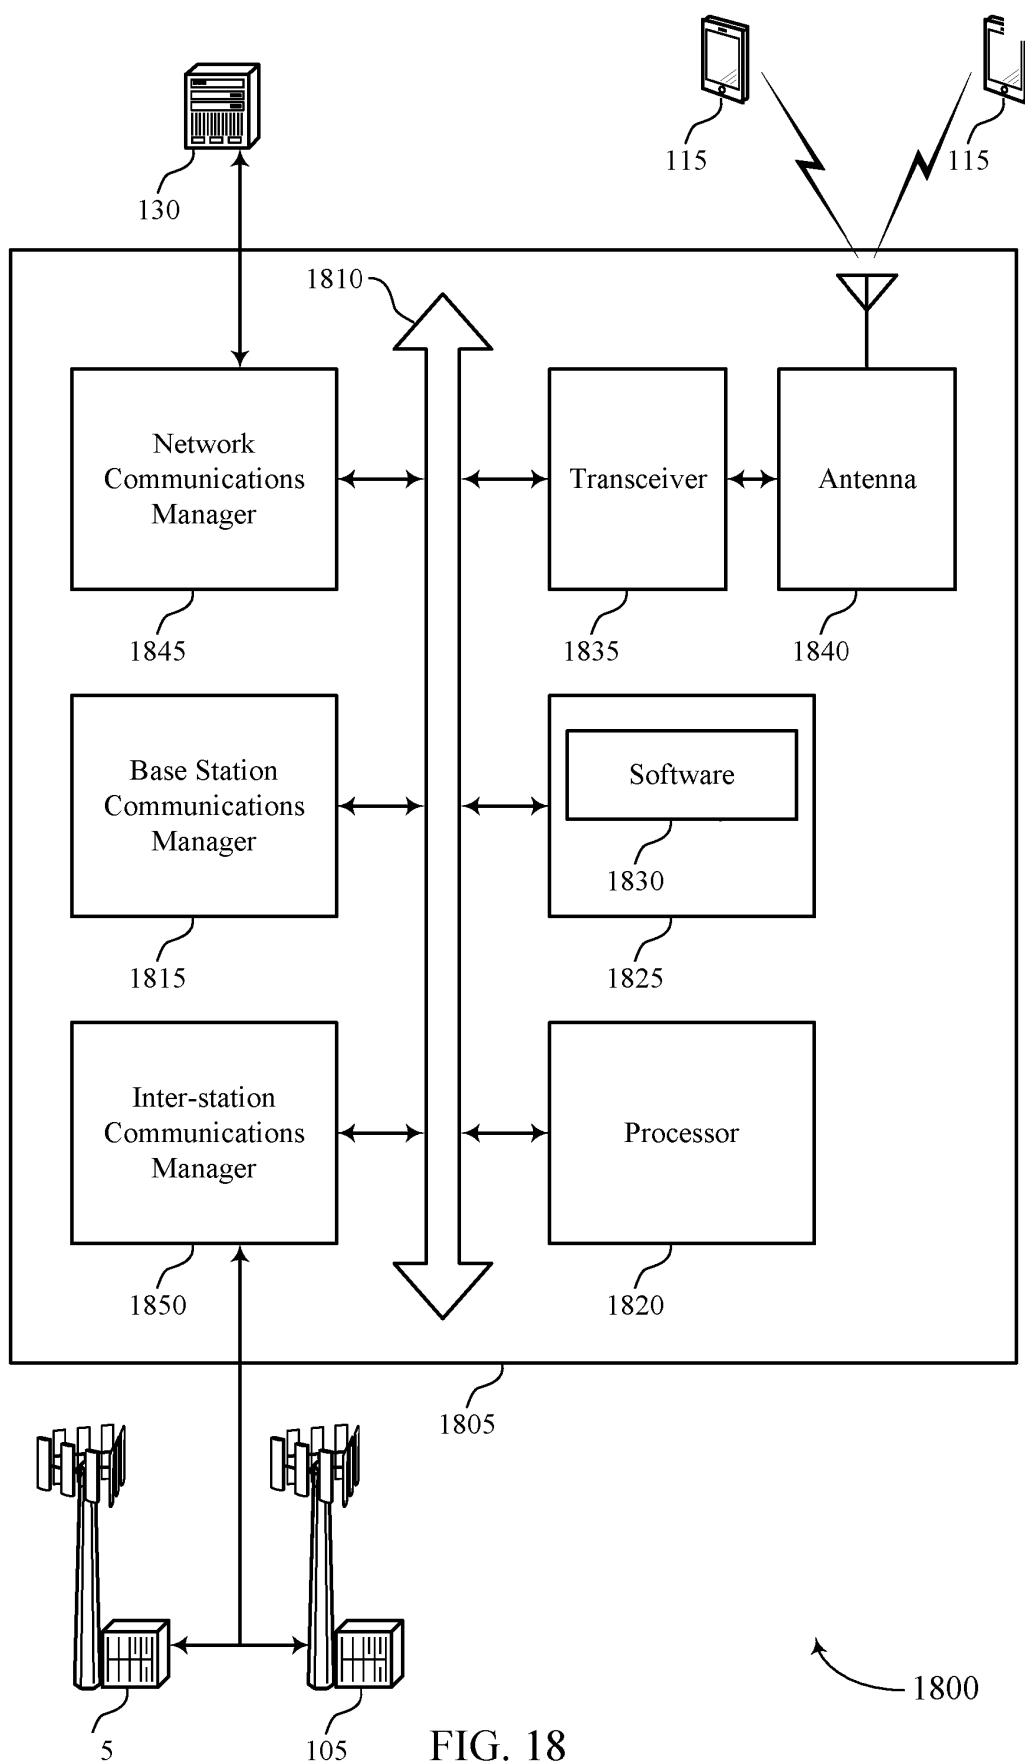 115
115
130
1810
Network
Communications
Manager
Transceiver
Antenna
1845
1835
1840
Base Station
Communications
Manager
Software
1830
1815
1825
Inter-station
Communications
Manager
Processor
1850
1820
1805
1800
5
105
FIG. 18